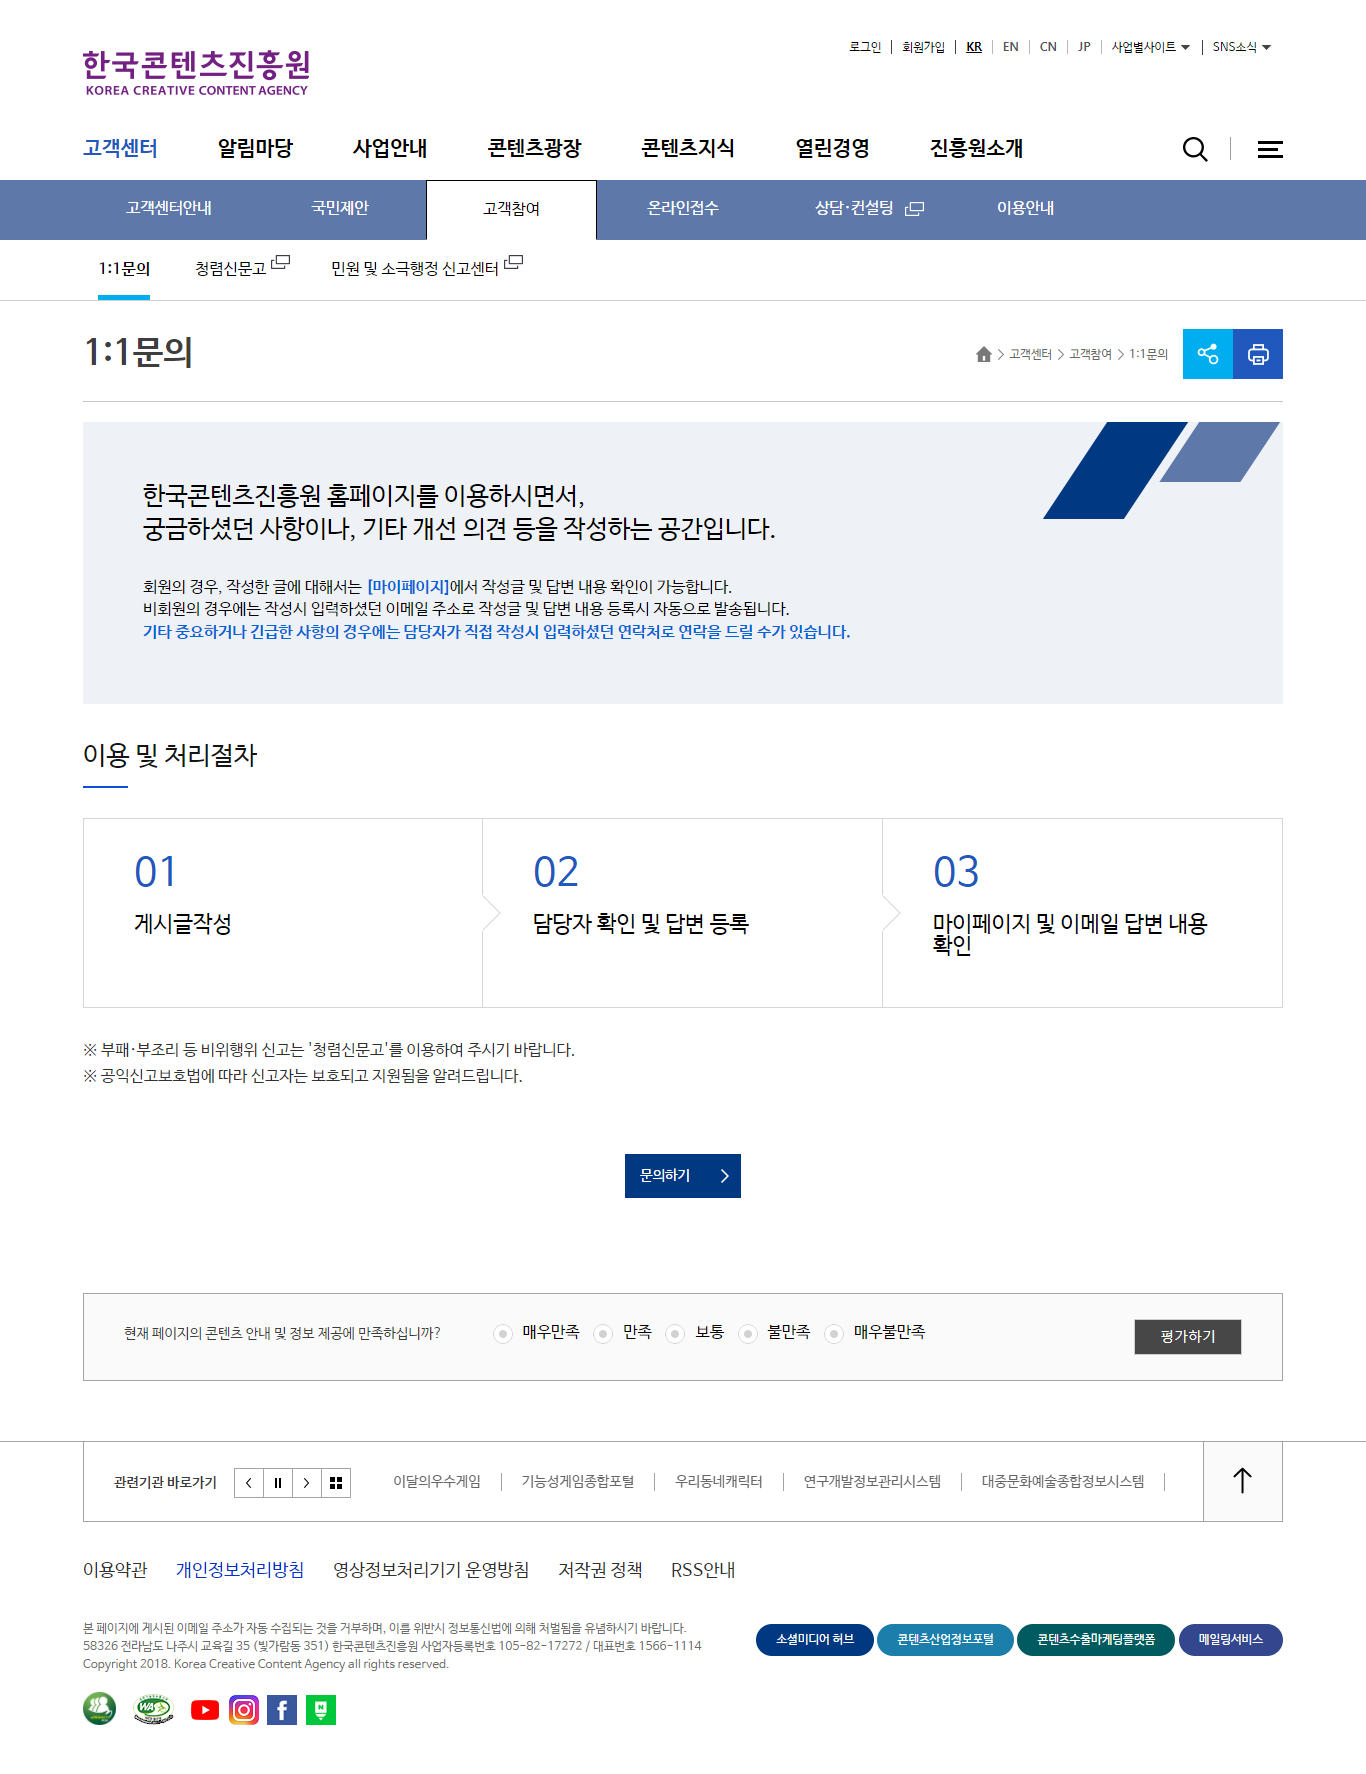 로그인 회원가입 KR EN CN JP 사업별사이트 SNS소식
한국콘텐츠진흥원
KOREA CREATIVE CONTENT AGENCY
고객센터 알림마당 사업안내 콘텐츠광장 콘텐츠지식 열린경영 진흥원소개
고객센터안내 국민제안 고객참여 온라인접수 상담·컨설팅 이용안내
1:1문의 청렴신문고 민원 및 소극행정 신고센터
1:1문의
고객센터 > 고객참여 > 1:1문의
한국콘텐츠진흥원 홈페이지를 이용하시면서,
궁금하셨던 사항이나, 기타 개선 의견 등을 작성하는 공간입니다.
회원의 경우, 작성한 글에 대해서는 [마이페이지]에서 작성글 및 답변 내용 확인이 가능합니다.
비회원의 경우에는 작성시 입력하셨던 이메일 주소로 작성글 및 답변 내용 등록시 자동으로 발송됩니다.
기타 중요하거나 긴급한 사항의 경우에는 담당자가 직접 작성시 입력하셨던 연락처로 연락을 드릴 수가 있습니다.
이용 및 처리절차
01
게시글작성
02
담당자 확인 및 답변 등록
03
마이페이지 및 이메일 답변 내용
확인
※ 부패·부조리 등 비위행위 신고는 '청렴신문고'를 이용하여 주시기 바랍니다.
※ 공익신고보호법에 따라 신고자는 보호되고 지원됨을 알려드립니다.
문의하기
현재 페이지의 콘텐츠 안내 및 정보 제공에 만족하십니까? 매우만족 만족 보통 불만족 매우불만족 평가하기
관련기관 바로가기 이달의우수게임 기능성게임종합포털 우리동네캐릭터 연구개발정보관리시스템 대중문화예술종합정보시스템
이용약관 개인정보처리방침 영상정보처리기기 운영방침 저작권 정책 RSS안내
본 페이지에 게시된 이메일 주소가 자동 수집되는 것을 거부하며, 이를 위반시 정보통신법에 의해 처벌됨을 유념하시기 바랍니다.
58326 전라남도 나주시 교육길 35 (빛가람동 351) 한국콘텐츠진흥원 사업자등록번호 105-82-17272 / 대표번호 1566-1114
Copyright 2018. Korea Creative Content Agency all rights reserved.
소셜미디어 허브 콘텐츠산업정보포털 콘텐츠수출마케팅플랫폼 메일링서비스